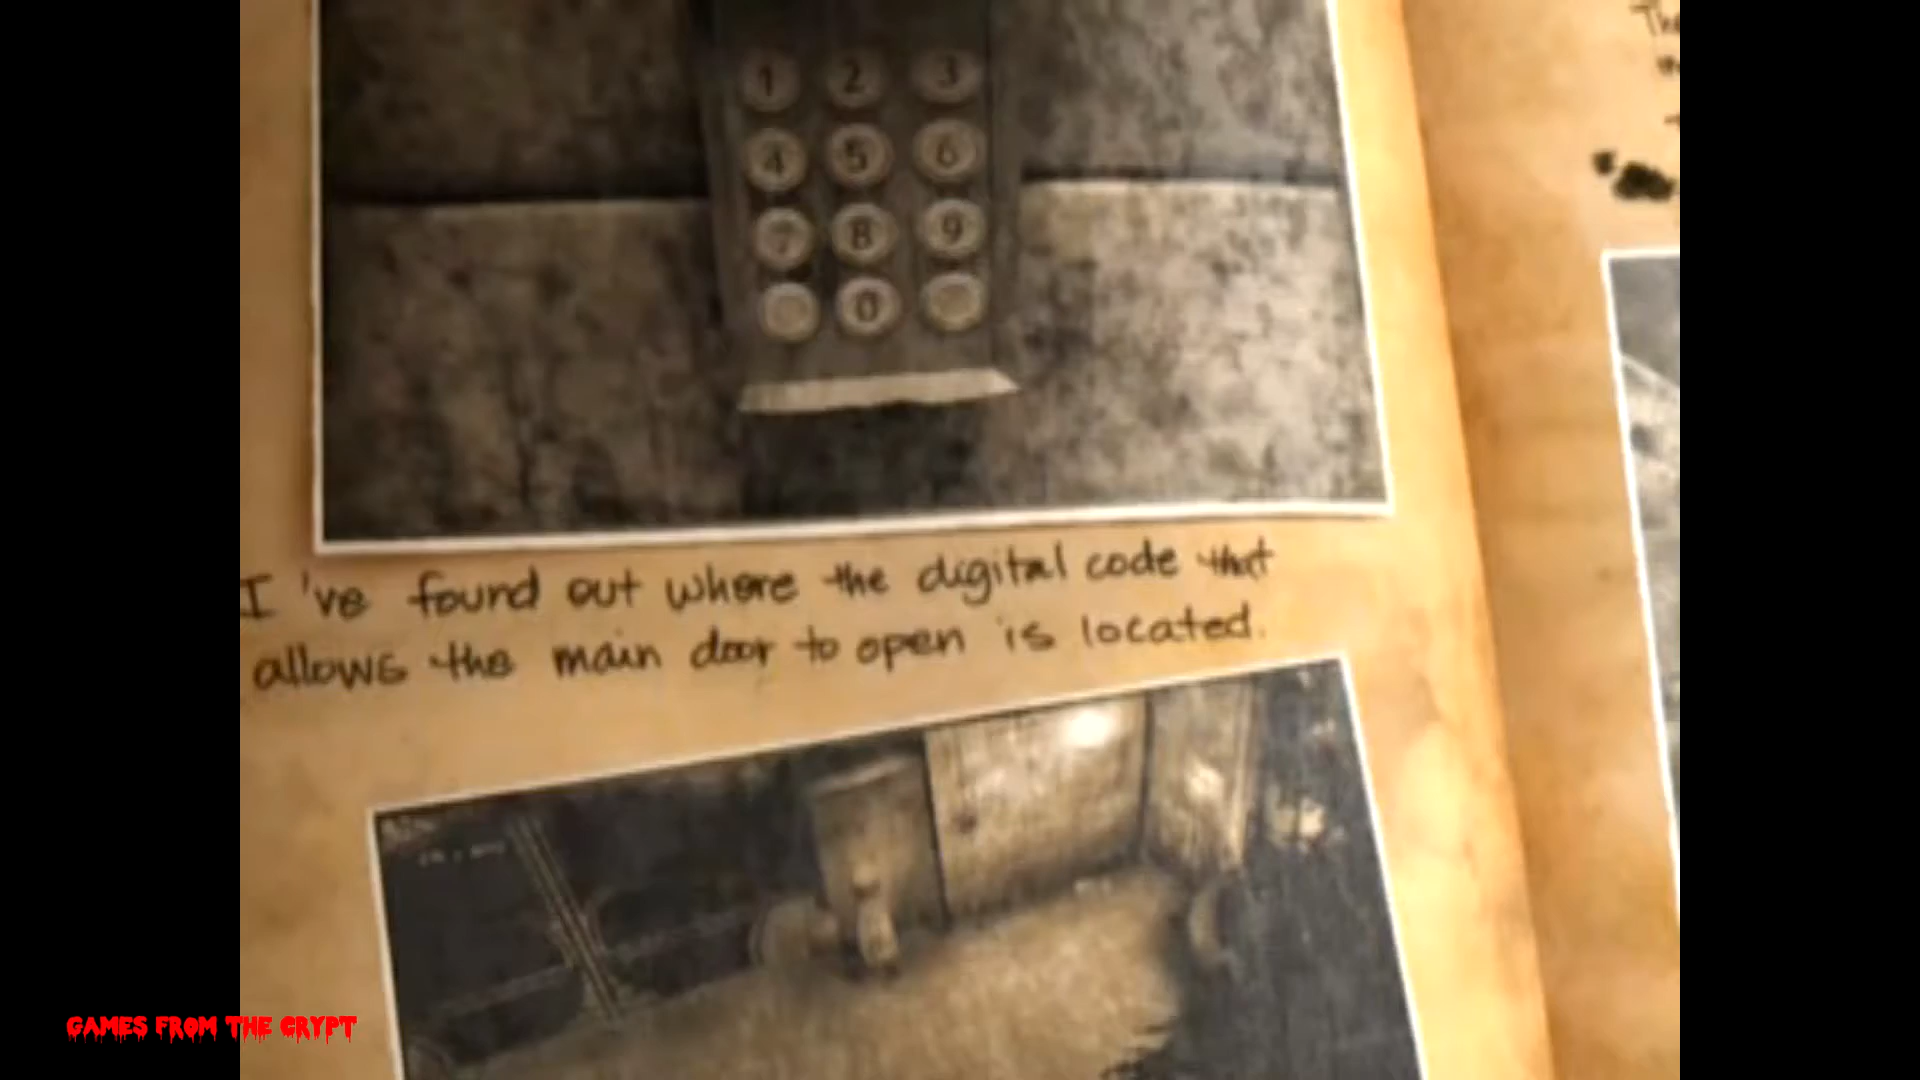 1 2 3
4 5 6
7 8 9
0
I 've found out where the digital code that
allows the main door to open is located.
The
GAMES FROM THE CRYPT